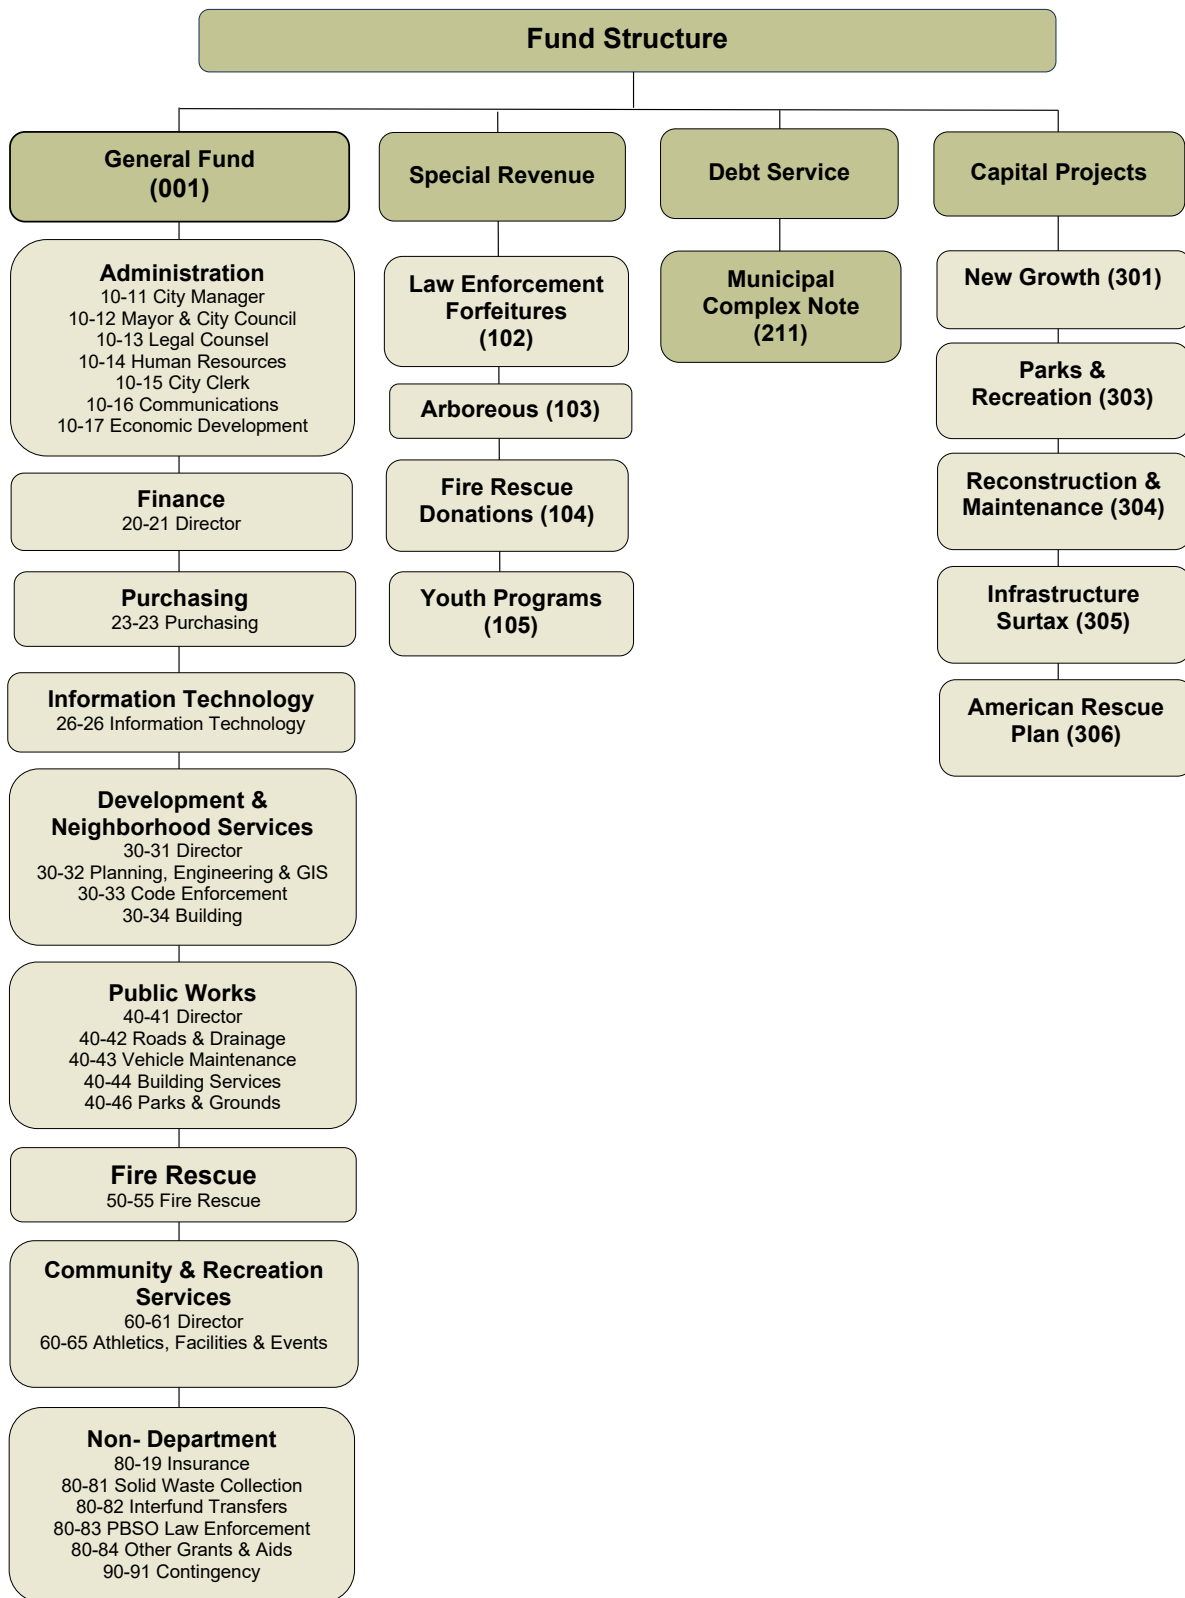 Fund Structure
General Fund
(001)
Administration
10-11 City Manager
10-12 Mayor & City Council
10-13 Legal Counsel
10-14 Human Resources
10-15 City Clerk
10-16 Communications
10-17 Economic Development
Finance
20-21 Director
Purchasing
23-23 Purchasing
Information Technology
26-26 Information Technology
Development &
Neighborhood Services
30-31 Director
30-32 Planning, Engineering & GIS
30-33 Code Enforcement
30-34 Building
Public Works
40-41 Director
40-42 Roads & Drainage
40-43 Vehicle Maintenance
40-44 Building Services
40-46 Parks & Grounds
Fire Rescue
50-55 Fire Rescue
Community & Recreation
Services
60-61 Director
60-65 Athletics, Facilities & Events
Non- Department
80-19 Insurance
80-81 Solid Waste Collection
80-82 Interfund Transfers
80-83 PBSO Law Enforcement
80-84 Other Grants & Aids
90-91 Contingency
Special Revenue
Law Enforcement
Forfeitures
(102)
Arboreous (103)
Fire Rescue
Donations (104)
Youth Programs
(105)
Debt Service
Municipal
Complex Note
(211)
Capital Projects
New Growth (301)
Parks &
Recreation (303)
Reconstruction &
Maintenance (304)
Infrastructure
Surtax (305)
American Rescue
Plan (306)